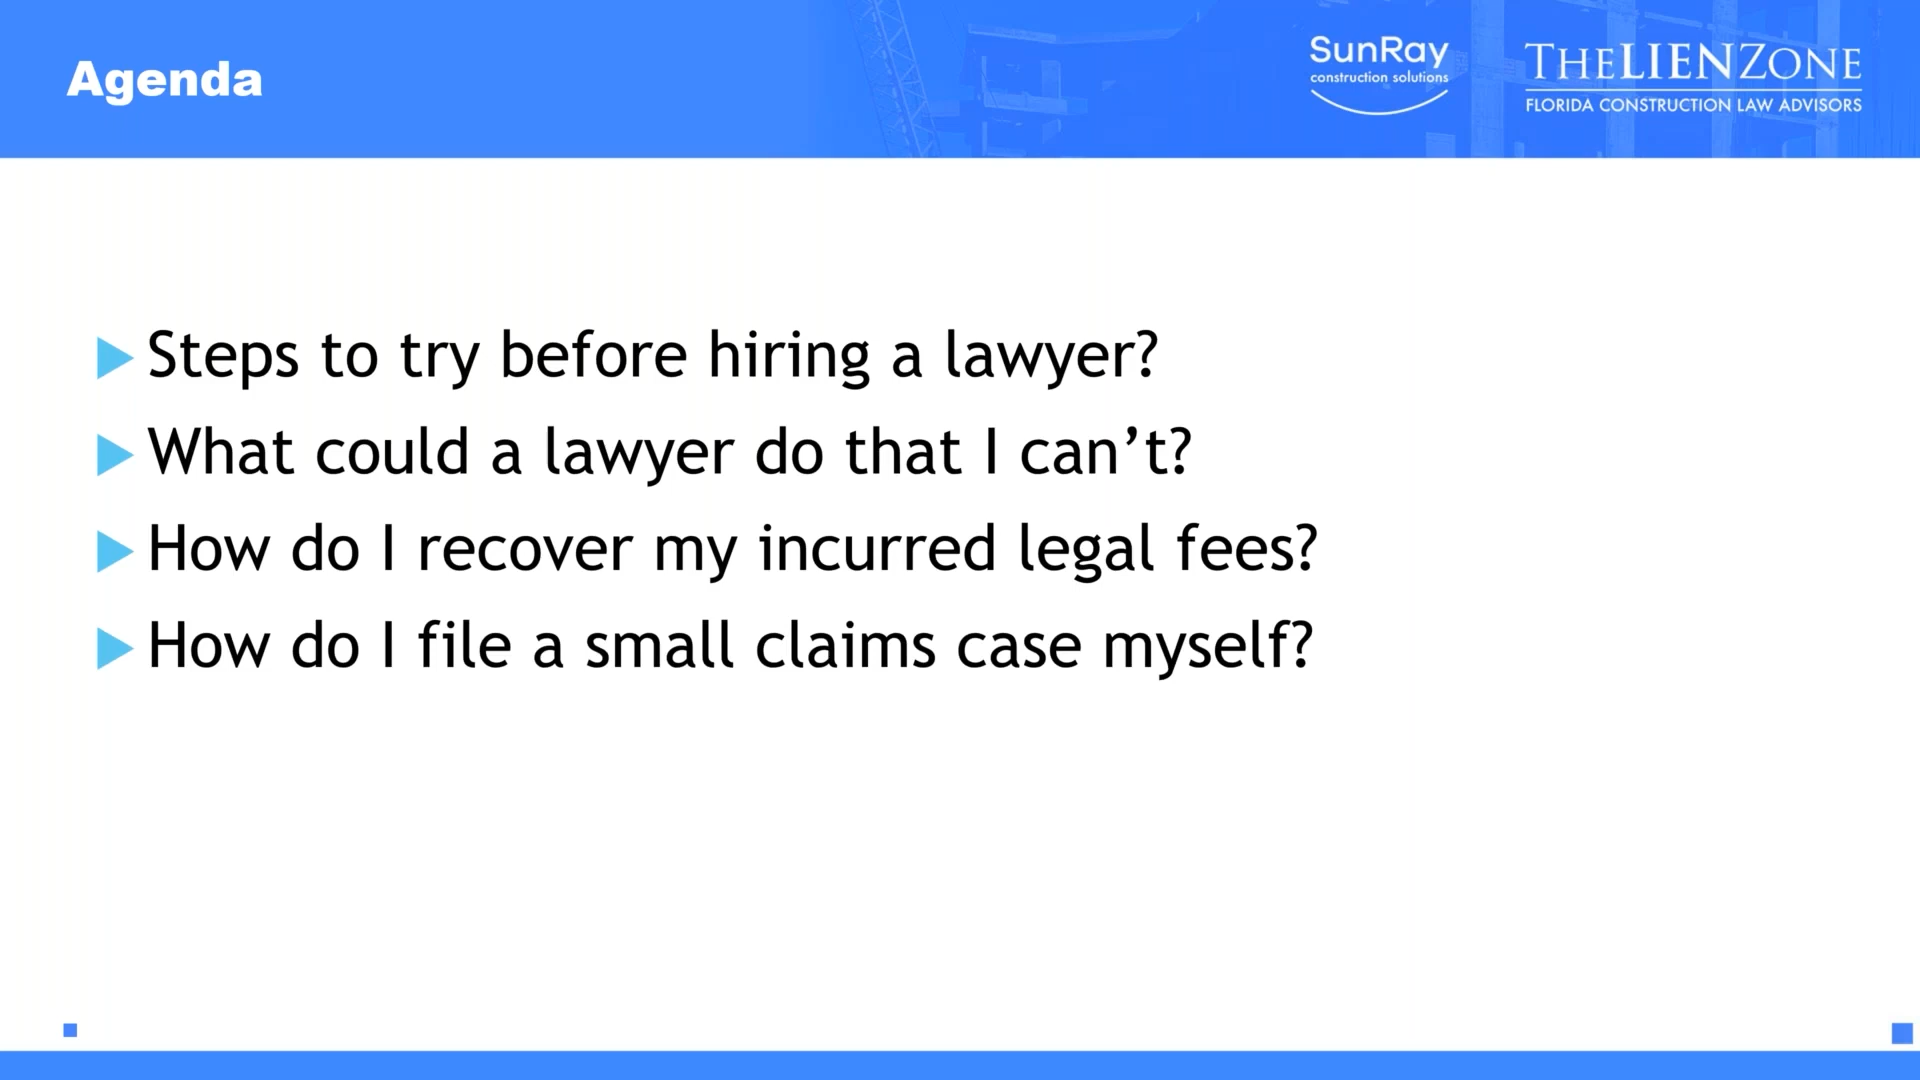 Agenda
SunRay
construction solutions
THELIENZONE
FLORIDA CONSTRUCTION LAW ADVISORS
Steps to try before hiring a lawyer?
What could a lawyer do that I can’t?
How do I recover my incurred legal fees?
How do I file a small claims case myself?